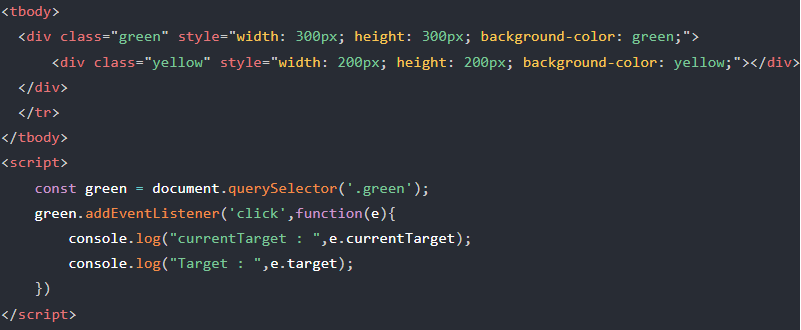 <tbody>
<div class="green" style="width: 300px; height: 300px; background-color: green;">
<div class="yellow" style="width: 200px; height: 200px; background-color: yellow;"></div>
</div>
</tr>
</tbody>
<script>
const green = document.querySelector('.green');
green.addEventListener('click',function(e){
console.log("currentTarget : ",e.currentTarget);
console.log("Target : ",e.target);
})
</script>